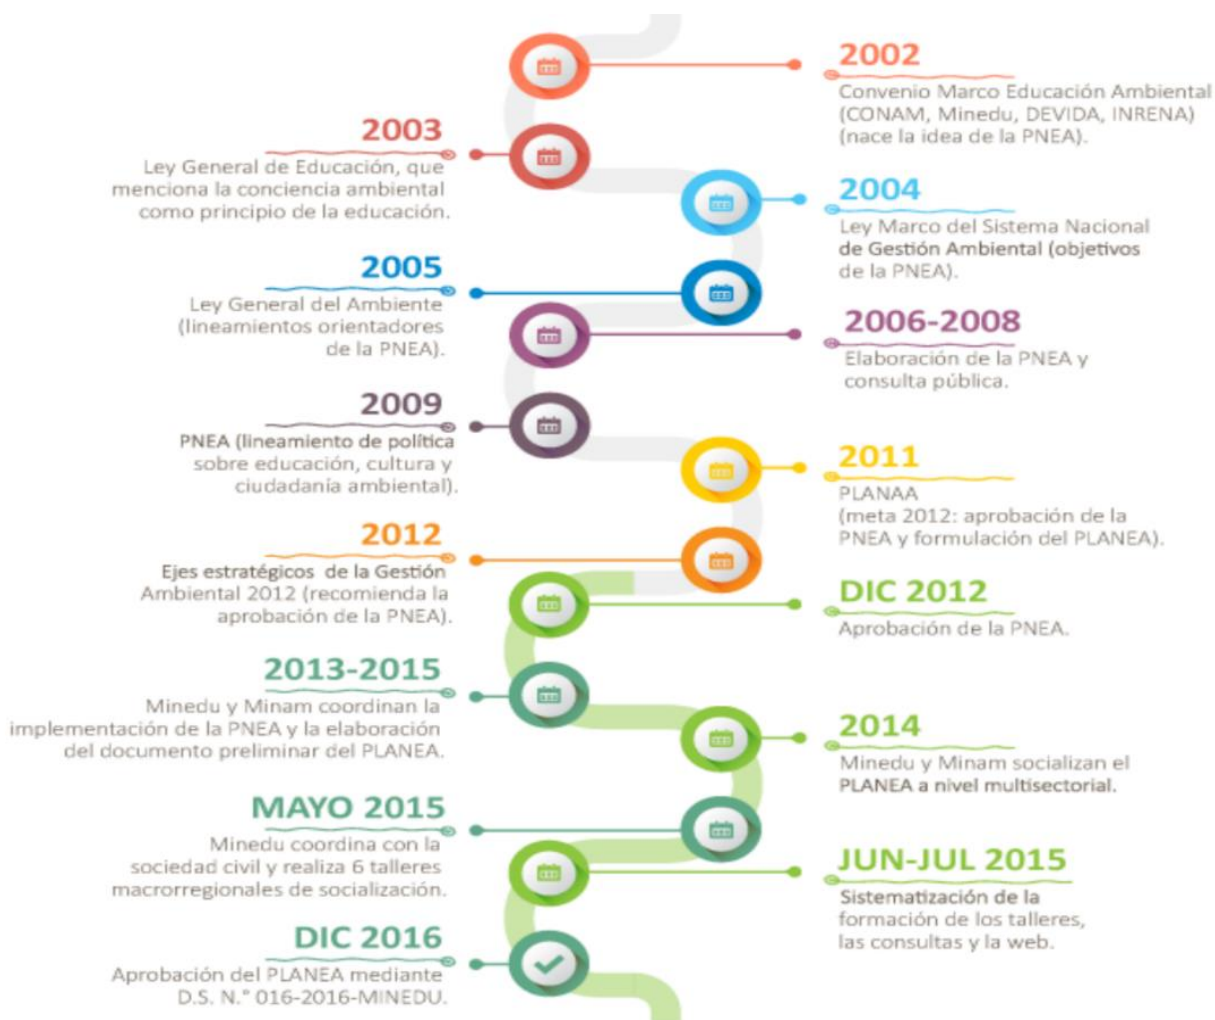 2002
Convenio Marco Educación Ambiental
(CONAM, Minedu, DEVIDA, INRENA)
(nace la idea de la PNEA).
2003
Ley General de Educación, que
menciona la conciencia ambiental
como principio de la educación.
2004
Ley Marco del Sistema Nacional
de Gestión Ambiental (objetivos
de la PNEA).
2005
Ley General del Ambiente
(lineamientos orientadores
de la PNEA).
2006-2008
Elaboración de la PNEA y
consulta pública.
2009
PNEA (lineamiento de política
sobre educación, cultura y
ciudadanía ambiental).
2011
PLANAA
(meta 2012: aprobación de la
PNEA y formulación del PLANEA).
2012
Ejes estratégicos de la Gestión
Ambiental 2012 (recomienda la
aprobación de la PNEA).
DIC 2012
Aprobación de la PNEA.
2013-2015
Minedu y Minam coordinan la
implementación de la PNEA y la elaboración
del documento preliminar del PLANEA.
2014
Minedu y Minam socializan el
PLANEA a nivel multisectorial.
MAYO 2015
Minedu coordina con la
sociedad civil y realiza 6 talleres
macrorregionales de socialización.
JUN-JUL 2015
Sistematización de la
formación de los talleres,
las consultas y la web.
DIC 2016
Aprobación del PLANEA mediante
D.S. N.° 016-2016-MINEDU.